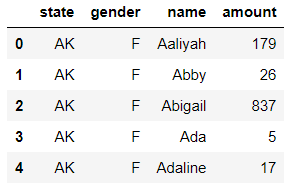 state gender name amount
0 AK F Aaliyah 179
1 AK F Abby 26
2 AK F Abigail 837
3 AK F Ada 5
4 AK F Adaline 17